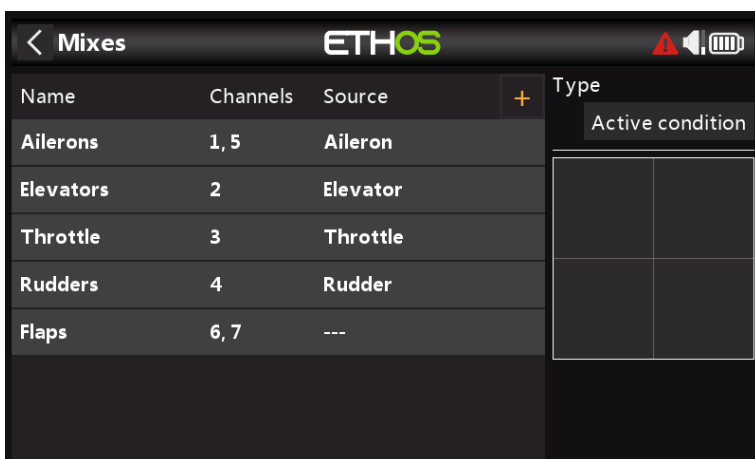 Mixes ETHOS
Name Channels Source + Type
Active condition
Ailerons 1, 5 Aileron
Elevators 2 Elevator
Throttle 3 Throttle
Rudders 4 Rudder
Flaps 6, 7 ---